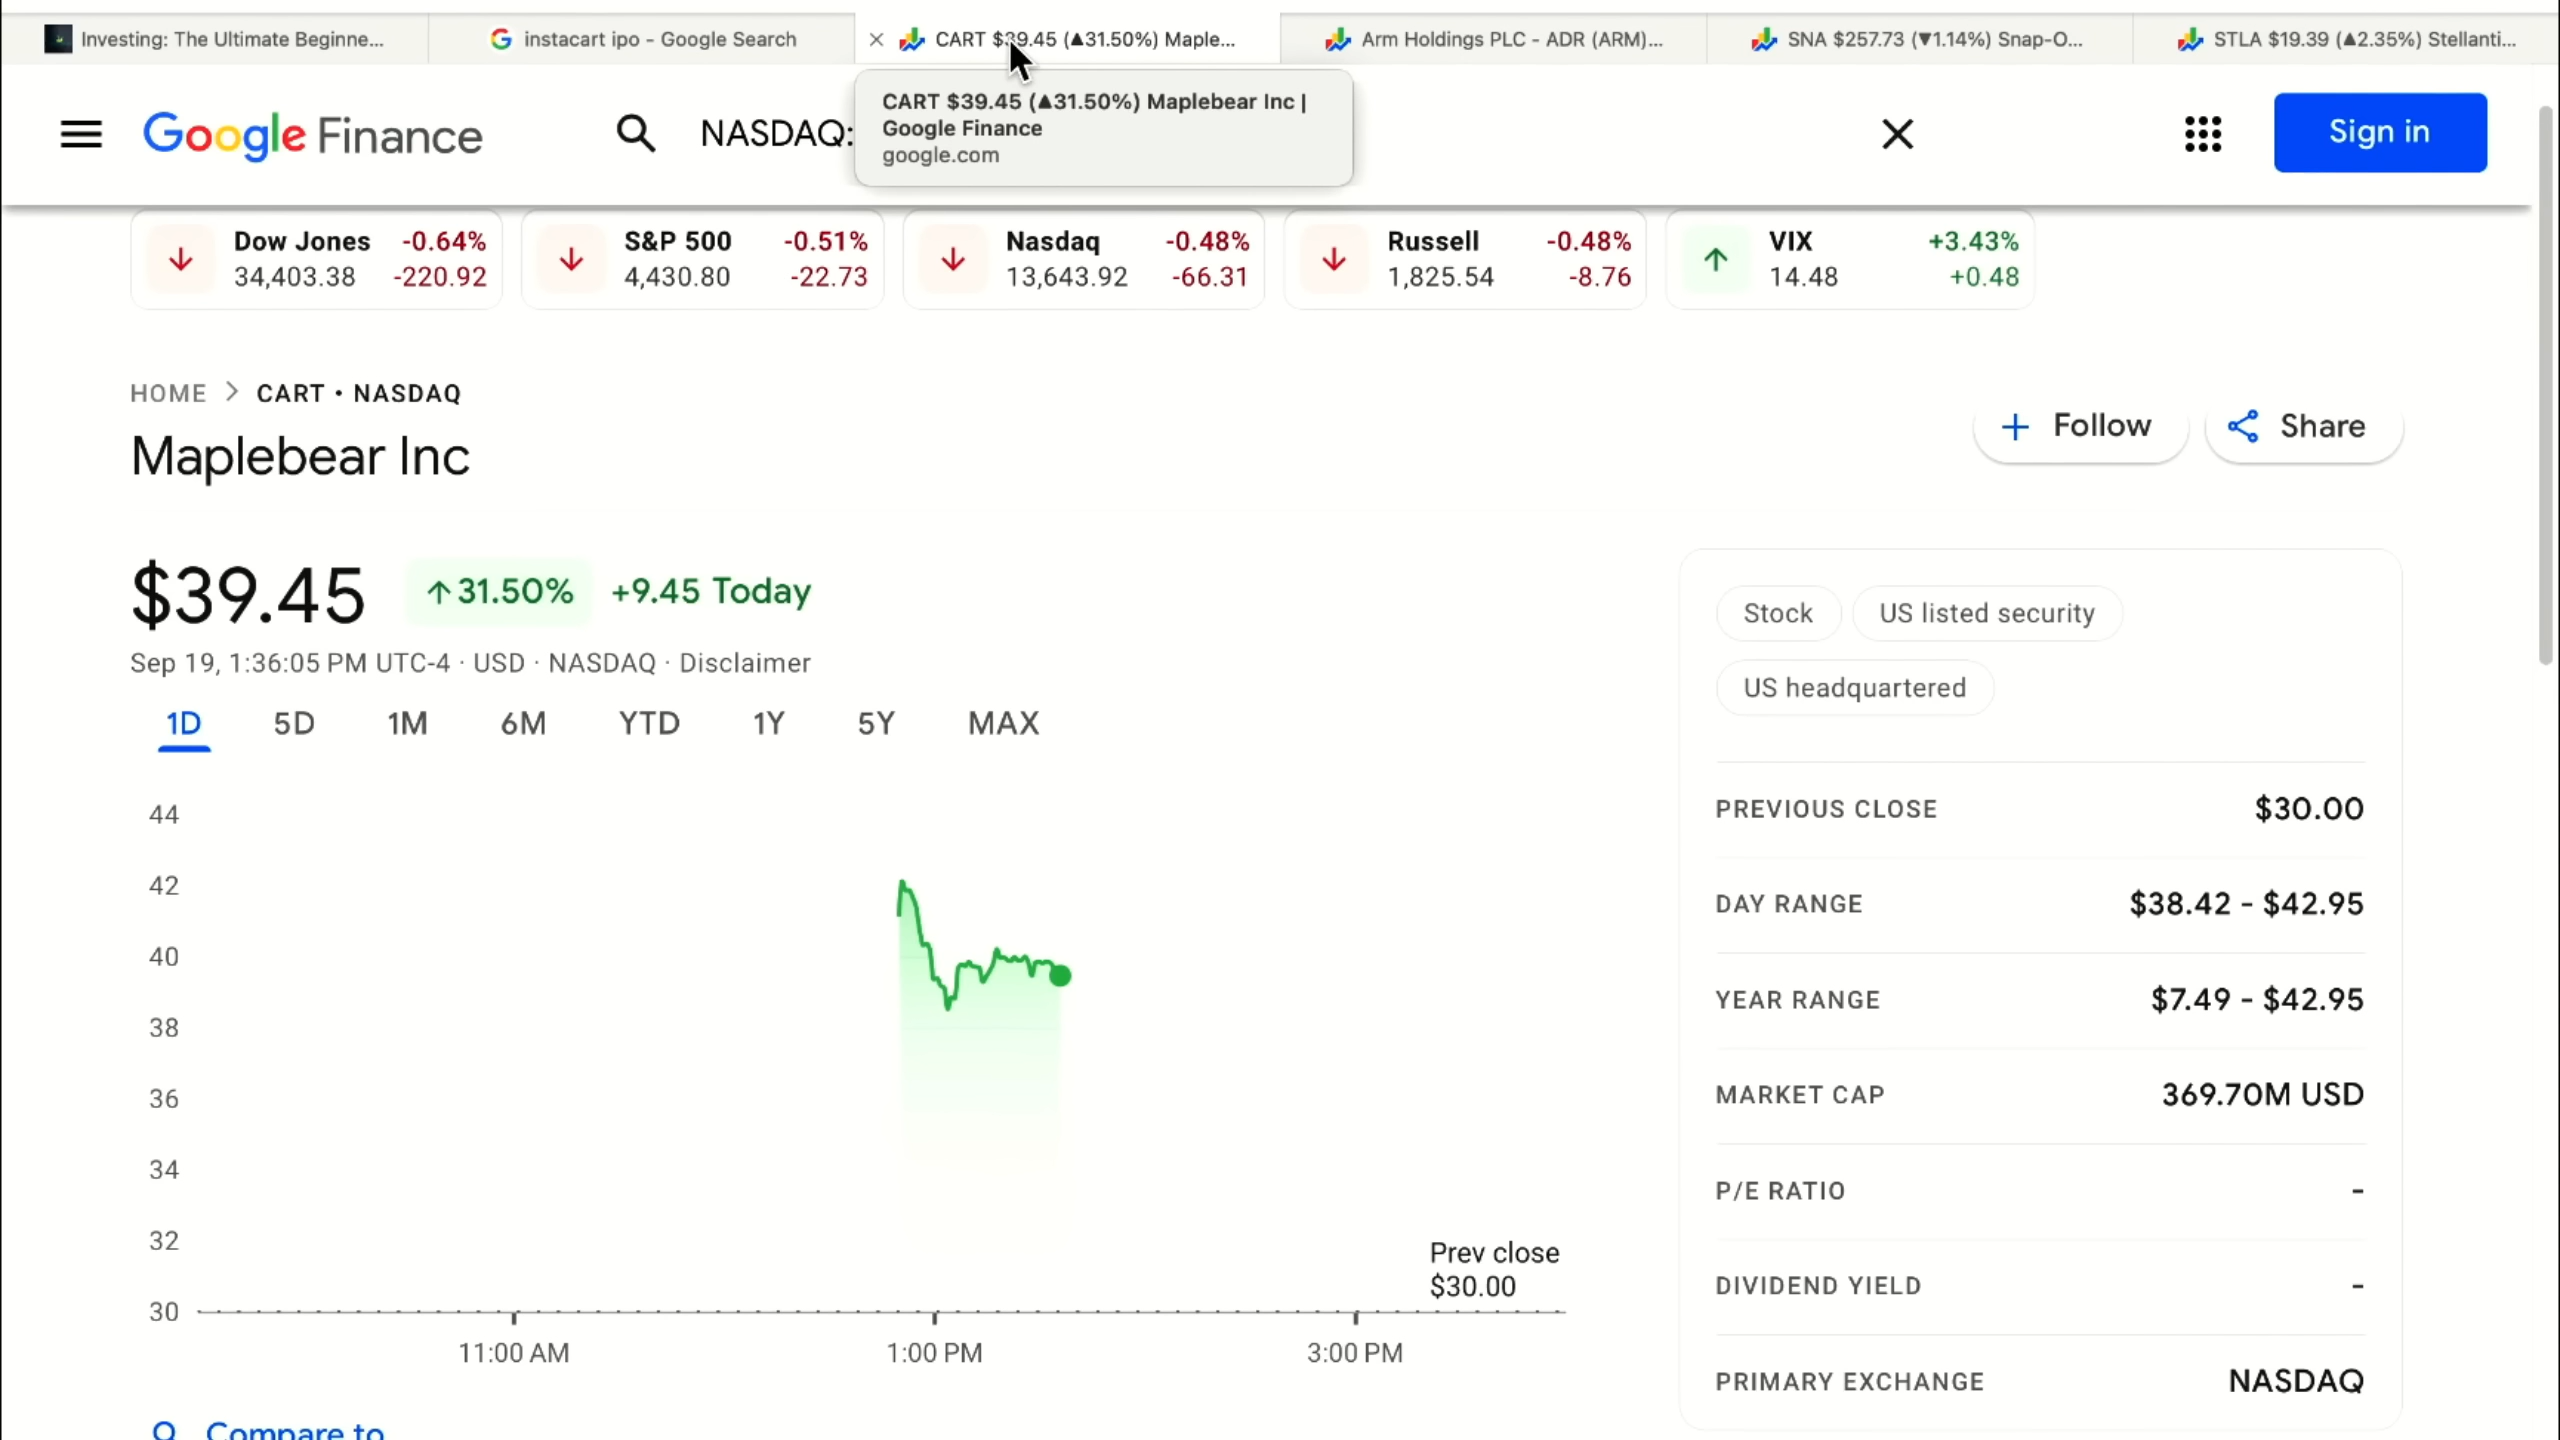 Investing: The Ultimate Beginne...
instacart ipo - Google Search
CART $39.45 (▲31.50%) Maple...
Arm Holdings PLC - ADR (ARM)...
SNA $257.73 (▼1.14%) Snap-O...
STLA $19.39 (▲2.35%) Stellanti...
CART $39.45 (▲31.50%) Maplebear Inc |
Google Finance
google.com
Google Finance
NASDAQ:
Sign in
Dow Jones -0.64%
34,403.38 -220.92
S&P 500 -0.51%
4,430.80 -22.73
Nasdaq -0.48%
13,643.92 -66.31
Russell -0.48%
1,825.54 -8.76
VIX +3.43%
14.48 +0.48
HOME > CART • NASDAQ
Maplebear Inc
+ Follow
Share
$39.45 ↑31.50% +9.45 Today
Sep 19, 1:36:05 PM UTC-4 · USD · NASDAQ · Disclaimer
1D 5D 1M 6M YTD 1Y 5Y MAX
44
42
40
38
36
34
32
30
Prev close
$30.00
11:00 AM 1:00 PM 3:00 PM
Compare to
Stock
US listed security
US headquartered
PREVIOUS CLOSE $30.00
DAY RANGE $38.42 - $42.95
YEAR RANGE $7.49 - $42.95
MARKET CAP 369.70M USD
P/E RATIO -
DIVIDEND YIELD -
PRIMARY EXCHANGE NASDAQ